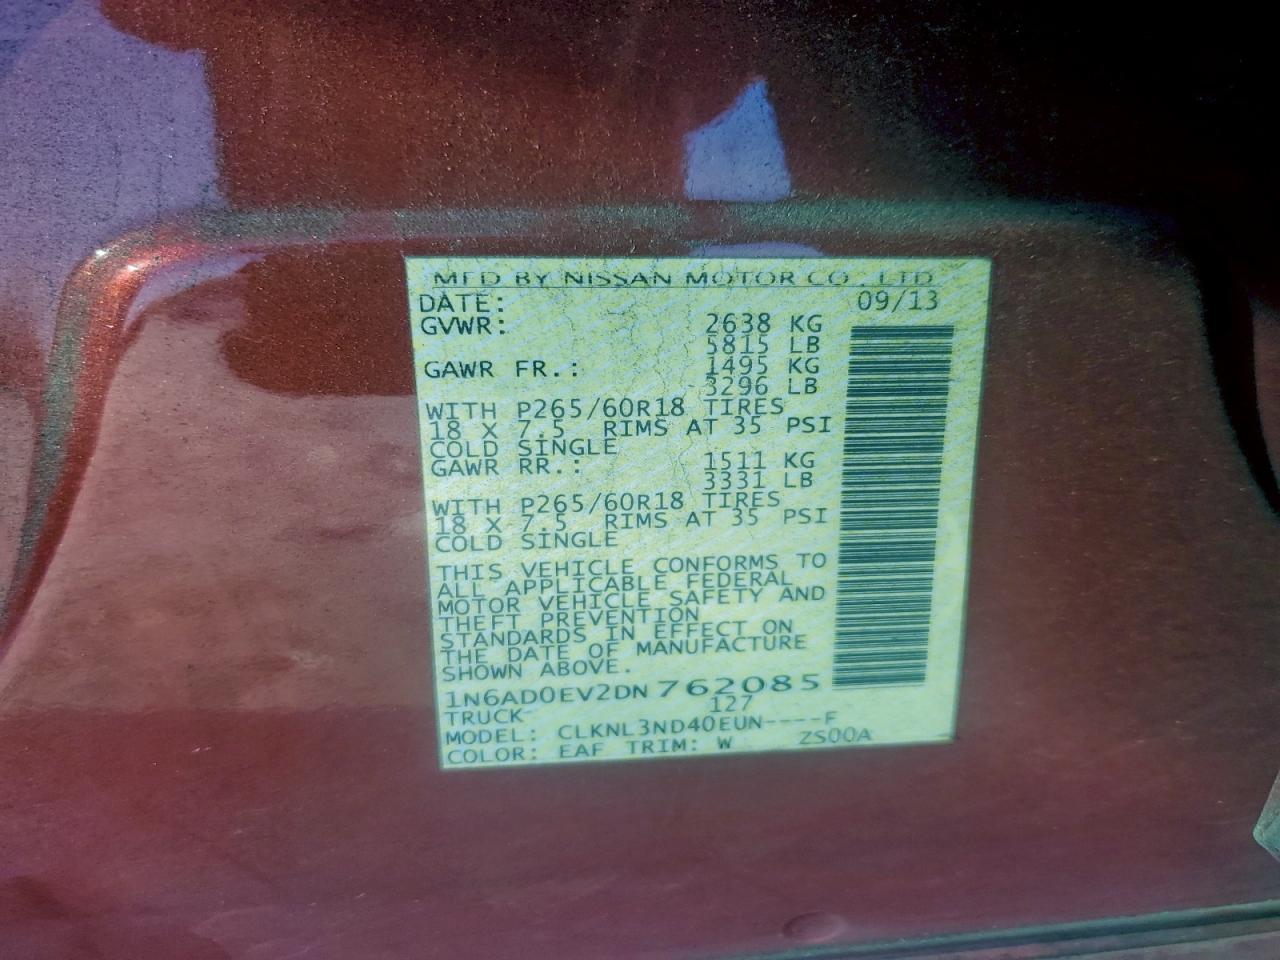 MFD BY NISSAN MOTOR CO., LTD
DATE: 09/13
GVWR: 2638 KG
5815 LB
GAWR FR.: 1495 KG
3296 LB
WITH P265/60R18 TIRES
18 X 7.5 RIMS AT 35 PSI
COLD SINGLE
GAWR RR.: 1511 KG
3331 LB
WITH P265/60R18 TIRES
18 X 7.5 RIMS AT 35 PSI
COLD SINGLE
THIS VEHICLE CONFORMS TO
ALL APPLICABLE FEDERAL
MOTOR VEHICLE SAFETY AND
THEFT PREVENTION
STANDARDS IN EFFECT ON
THE DATE OF MANUFACTURE
SHOWN ABOVE.
1N6AD0EV2DN762085
TRUCK 127
MODEL: CLKNL3ND40EUN----F
COLOR: EAF TRIM: W ZS00A